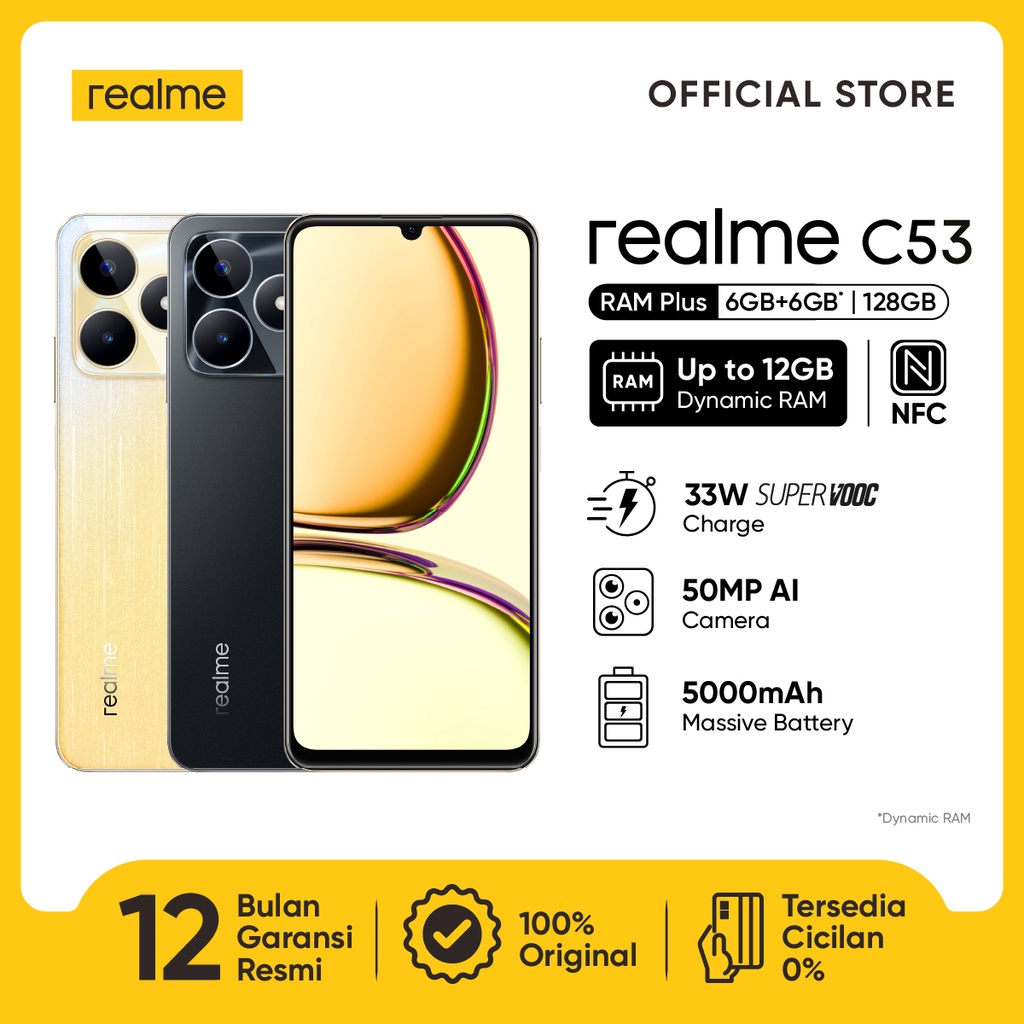 realme
OFFICIAL STORE
realme C53
RAM Plus 6GB+6GB* | 128GB
RAM
Up to 12GB
Dynamic RAM
NFC
33W SUPERVOOC
Charge
50MP AI
Camera
5000mAh
Massive Battery
realme
realme
*Dynamic RAM
12 Bulan
Garansi
Resmi
100%
Original
Tersedia
Cicilan
0%